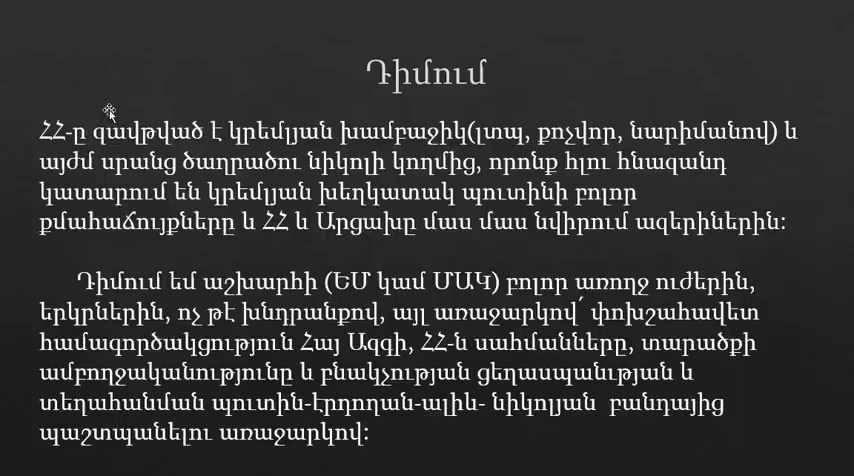 Դիմում
ՀՀ-ը զավթված է կրեմլյան խամբաջիկ(լտպ, քոչվոր, նարիմանով) և
այժմ սրանց ծաղրածու նիկոլի կողմից, որոնք հլու հնազանդ
կատարում են կրեմլյան խեղկատակ պուտինի բոլոր
քմահաճույքները և ՀՀ և Արցախը մաս մաս նվիրում ազերիներին:
Դիմում եմ աշխարհի (ԵՄ կամ ՄԱԿ) բոլոր առողջ ուժերին,
երկրներին, ոչ թէ խնդրանքով, այլ առաջարկով՛ փոխշահավետ
համագործակցություն Հայ Ազգի, ՀՀ-ն սահմանները, տարածքի
ամբողջականությունը և բնակչության ցեղասպանւթյան և
տեղահանման պուտին-էրդողան-ալիև- նիկոլյան բանդայից
պաշտպանելու առաջարկով: